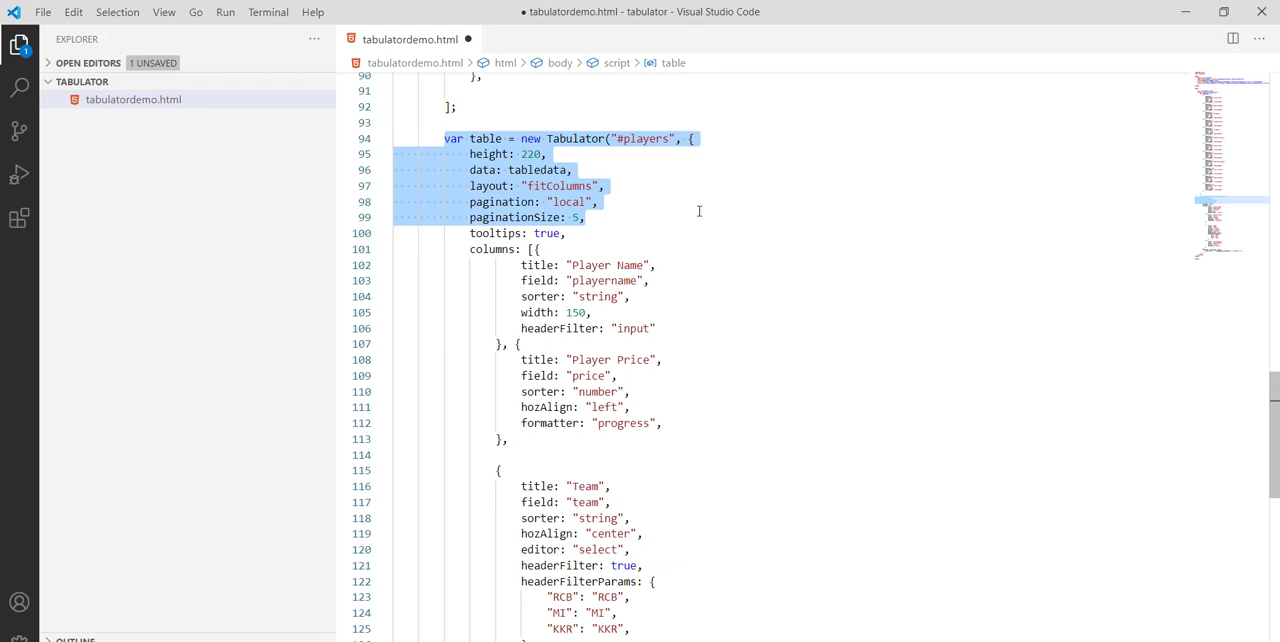 File Edit Selection View Go Run Terminal Help
● tabulatordemo.html - tabulator - Visual Studio Code
EXPLORER
OPEN EDITORS 1 UNSAVED
TABULATOR
tabulatordemo.html
OUTLINE
1
tabulatordemo.html ●
tabulatordemo.html > html > body > script > table
90 },
91
92 ];
93
94 var table = new Tabulator("#players", {
95 height: 220,
96 data: tabledata,
97 layout: "fitColumns",
98 pagination: "local",
99 paginationSize: 5,
100 tooltips: true,
101 columns: [{
102 title: "Player Name",
103 field: "playername",
104 sorter: "string",
105 width: 150,
106 headerFilter: "input"
107 }, {
108 title: "Player Price",
109 field: "price",
110 sorter: "number",
111 hozAlign: "left",
112 formatter: "progress",
113 },
114
115 {
116 title: "Team",
117 field: "team",
118 sorter: "string",
119 hozAlign: "center",
120 editor: "select",
121 headerFilter: true,
122 headerFilterParams: {
123 "RCB": "RCB",
124 "MI": "MI",
125 "KKR": "KKR",